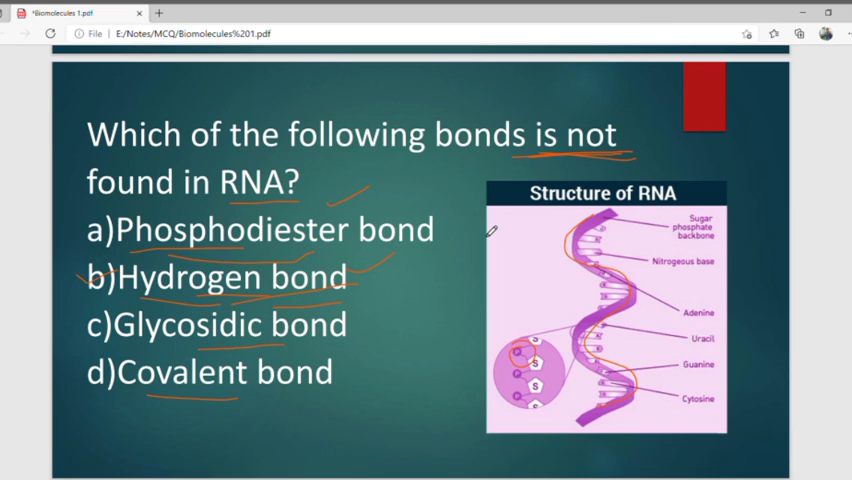 *Biomolecules 1.pdf
File
E:/Notes/MCQ/Biomolecules%201.pdf
Which of the following bonds is not
found in RNA?
a)Phosphodiester bond
b)Hydrogen bond
c)Glycosidic bond
d)Covalent bond
Structure of RNA
Sugar
phosphate
backbone
Nitrogeous base
Adenine
Uracil
Guanine
Cytosine
S
P
S
P
S
P
S